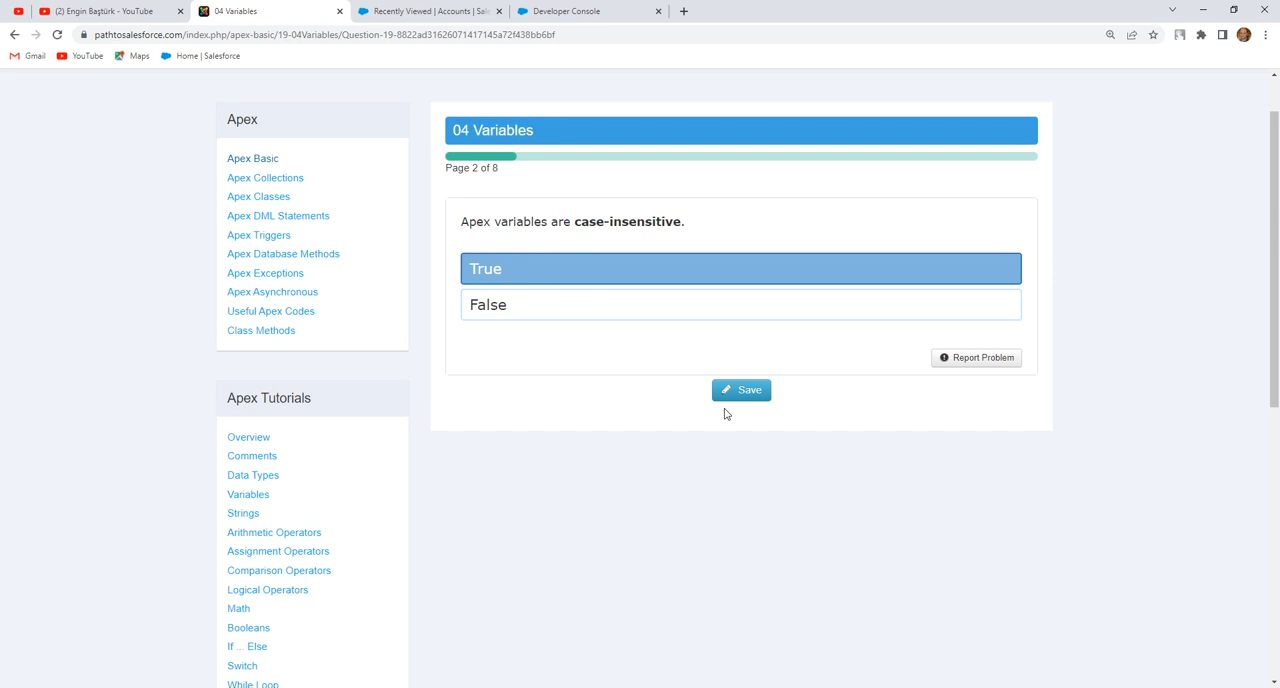 (2) Engin Baştürk - YouTube
04 Variables
Recently Viewed | Accounts | Sal
Developer Console
pathtosalesforce.com/index.php/apex-basic/19-04Variables/Question-19-8822ad31626071417145a72f438bb6bf
Gmail
YouTube
Maps
Home | Salesforce
Apex
Apex Basic
Apex Collections
Apex Classes
Apex DML Statements
Apex Triggers
Apex Database Methods
Apex Exceptions
Apex Asynchronous
Useful Apex Codes
Class Methods
Apex Tutorials
Overview
Comments
Data Types
Variables
Strings
Arithmetic Operators
Assignment Operators
Comparison Operators
Logical Operators
Math
Booleans
If ... Else
Switch
While Loop
04 Variables
Page 2 of 8
Apex variables are case-insensitive.
True
False
Report Problem
Save